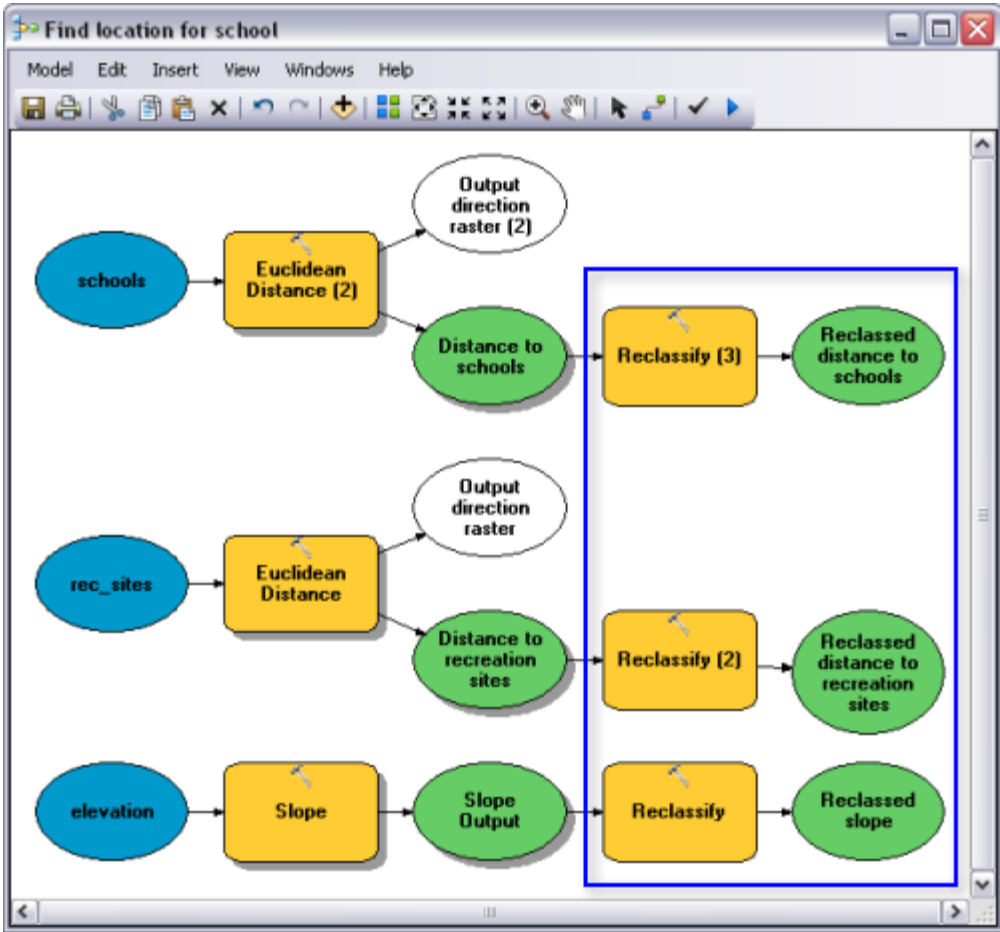 Find location for school
Model Edit Insert View Windows Help
Output
direction
raster (2)
schools
Euclidean
Distance (2)
Distance to
schools
Reclassify (3)
Reclassed
distance to
schools
Output
direction
raster
rec_sites
Euclidean
Distance
Distance to
recreation
sites
Reclassify (2)
Reclassed
distance to
recreation
sites
elevation
Slope
Slope
Output
Reclassify
Reclassed
slope